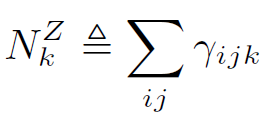 N_k^Z ≜ ∑_{ij} γ_{ijk}